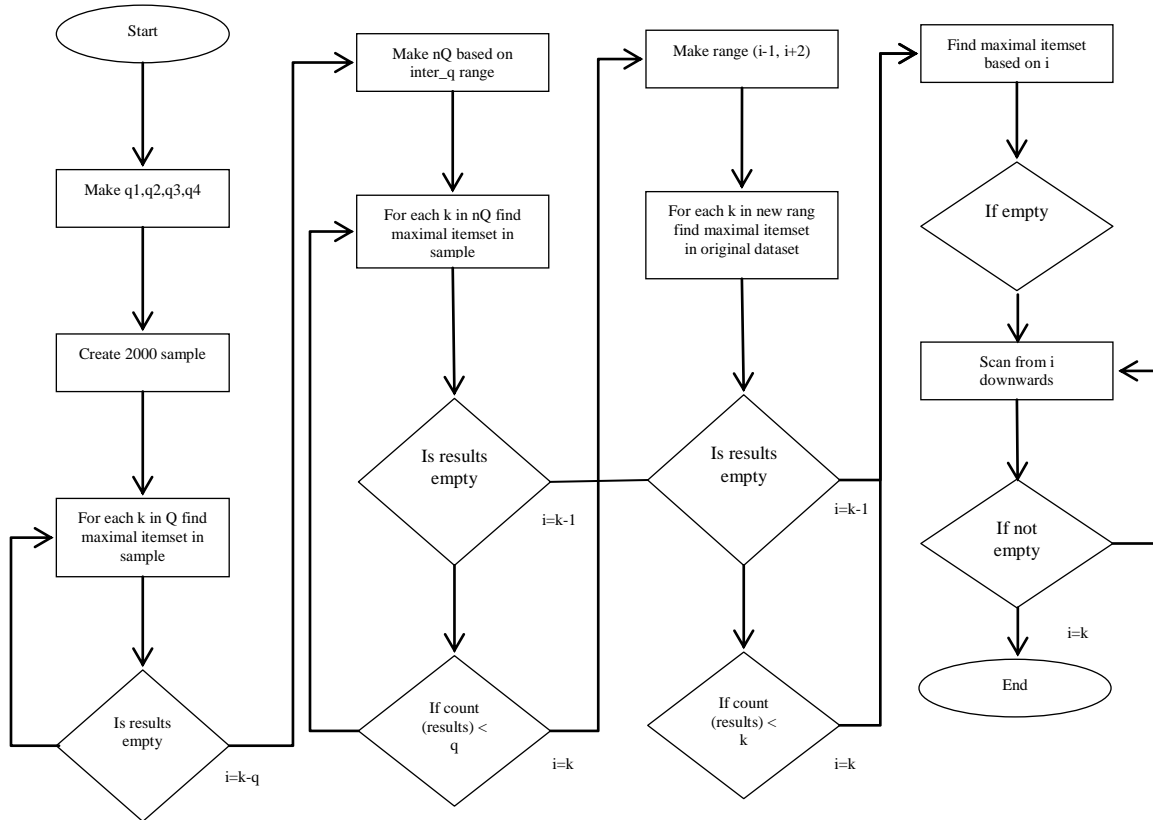 Start
Make q1,q2,q3,q4
Create 2000 sample
For each k in Q find
maximal itemset in
sample
Is results
empty
i=k-q
Make nQ based on
inter_q range
For each k in nQ find
maximal itemset in
sample
Is results
empty
i=k-1
If count
(results) <
q
i=k
Make range (i-1, i+2)
For each k in new rang
find maximal itemset
in original dataset
Is results
empty
i=k-1
If count
(results) <
k
i=k
Find maximal itemset
based on i
If empty
Scan from i
downwards
If not
empty
i=k
End